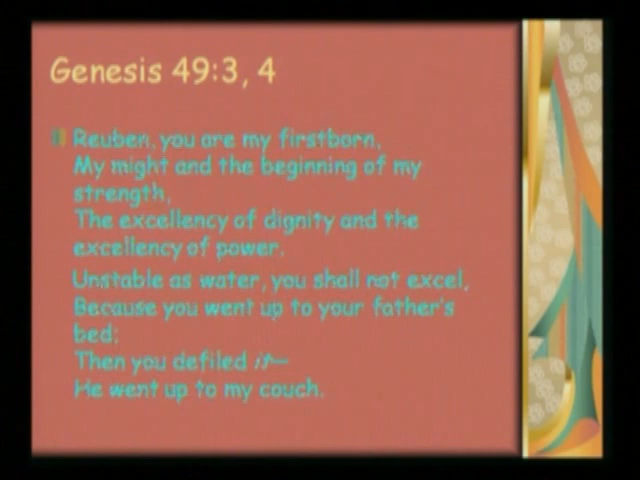 Genesis 49:3, 4
Reuben, you are my firstborn,
My might and the beginning of my
strength,
The excellency of dignity and the
excellency of power.
Unstable as water, you shall not excel,
Because you went up to your father's
bed;
Then you defiled it—
He went up to my couch.